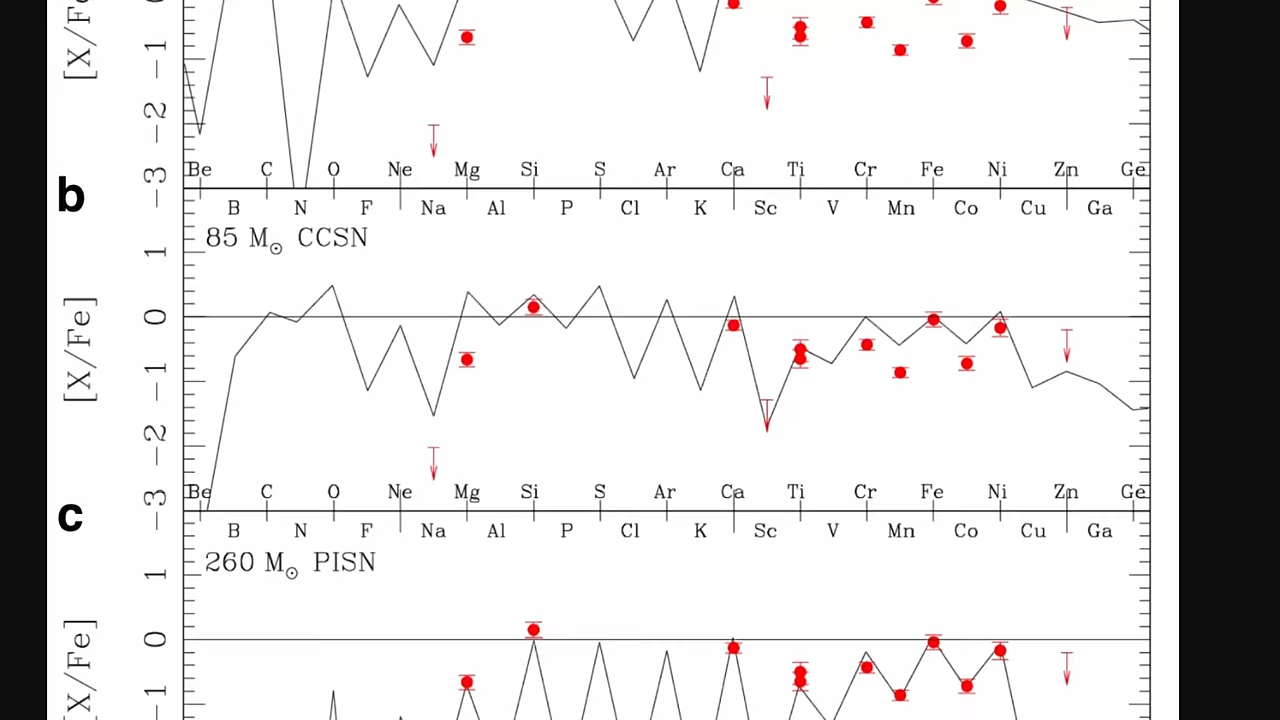 [X/Fe]
0
−1
−2
−3
Be C O Ne Mg Si S Ar Ca Ti Cr Fe Ni Zn Ge
b
B N F Na Al P Cl K Sc V Mn Co Cu Ga
85 M⊙ CCSN
[X/Fe]
1
0
−1
−2
−3
Be C O Ne Mg Si S Ar Ca Ti Cr Fe Ni Zn Ge
c
B N F Na Al P Cl K Sc V Mn Co Cu Ga
260 M⊙ PISN
[X/Fe]
1
0
−1